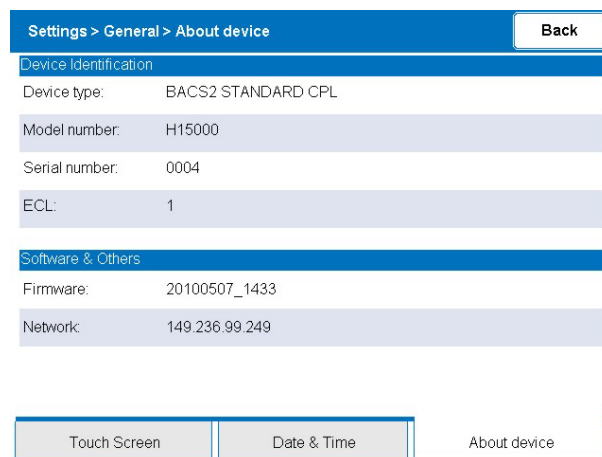 Settings > General > About device Back
Device Identification
Device type: BACS2 STANDARD CPL
Model number: H15000
Serial number: 0004
ECL: 1
Software & Others
Firmware: 20100507_1433
Network: 149.236.99.249
Touch Screen Date & Time About device